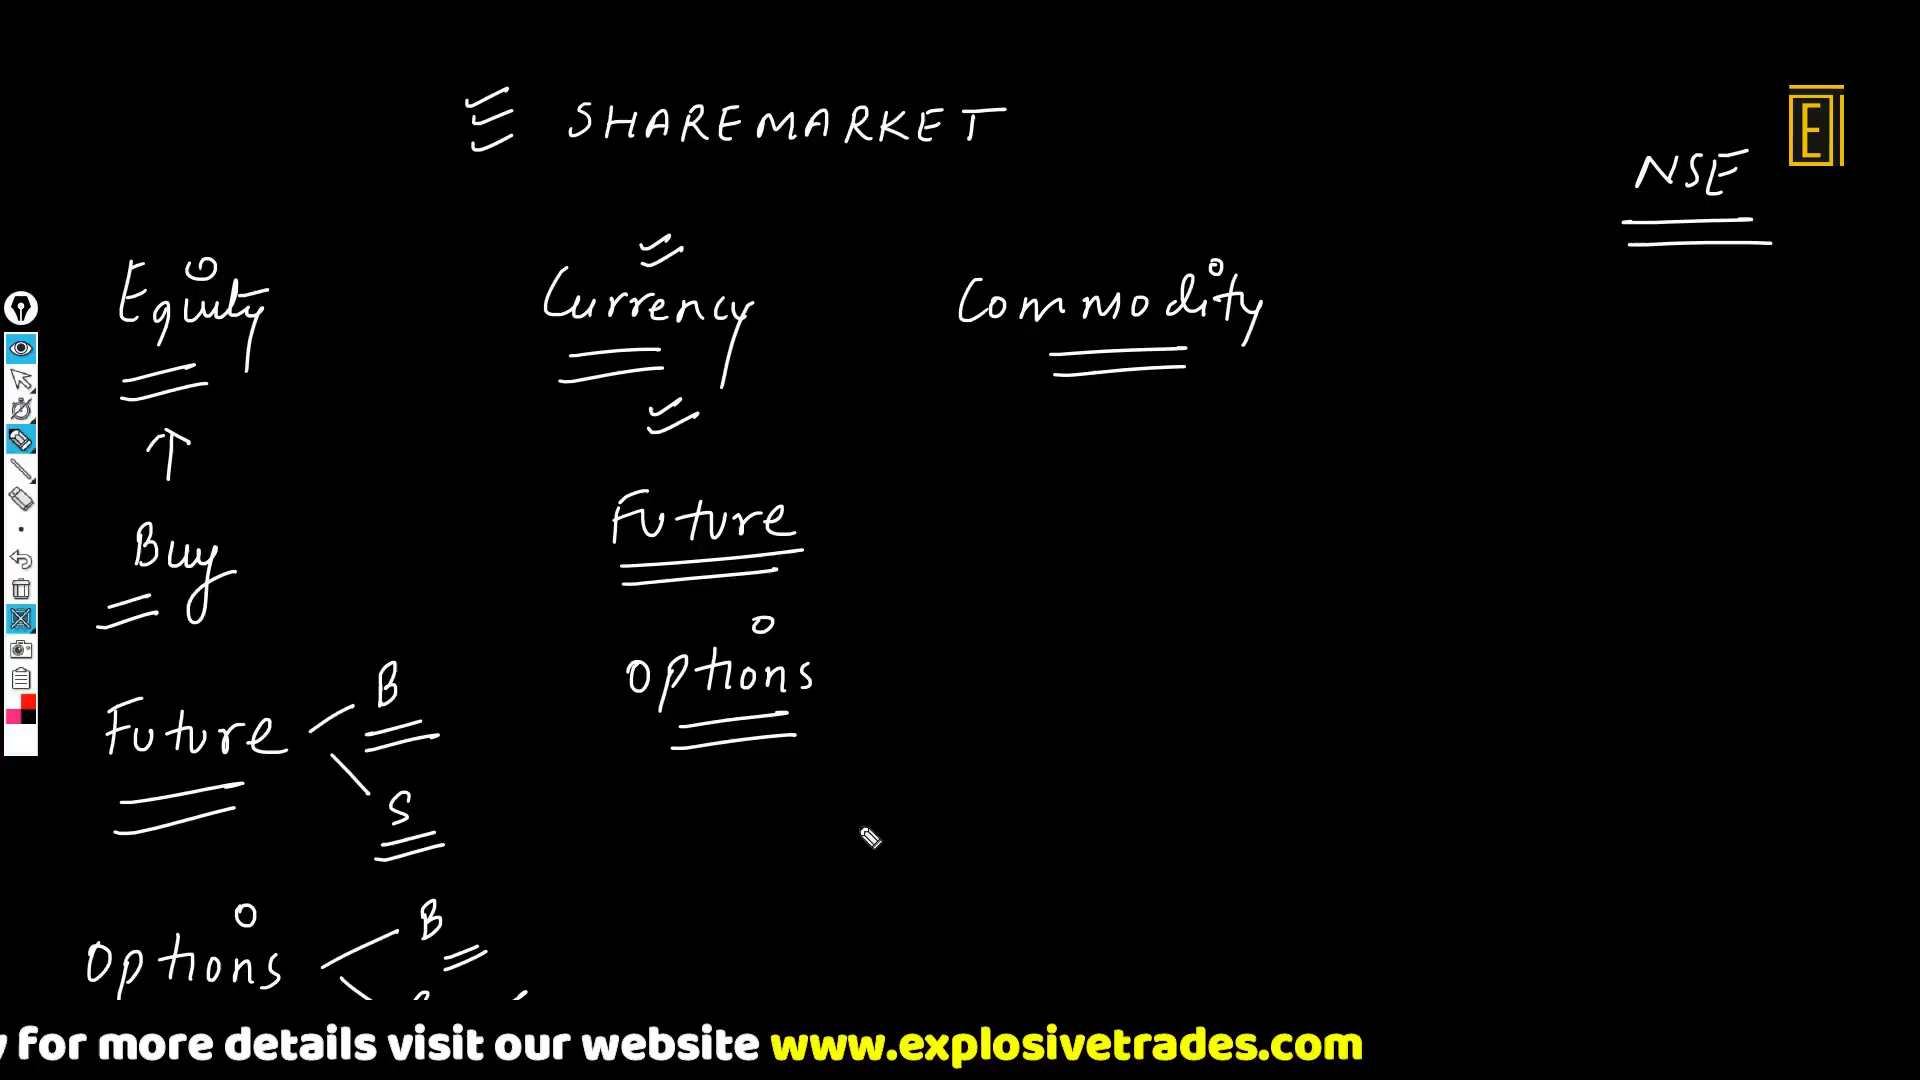 SHAREMARKET
NSE
E
Equity
Currency
Commodity
Buy
Future
Options
Future
B
S
Options
B
for more details visit our website www.explosivetrades.com